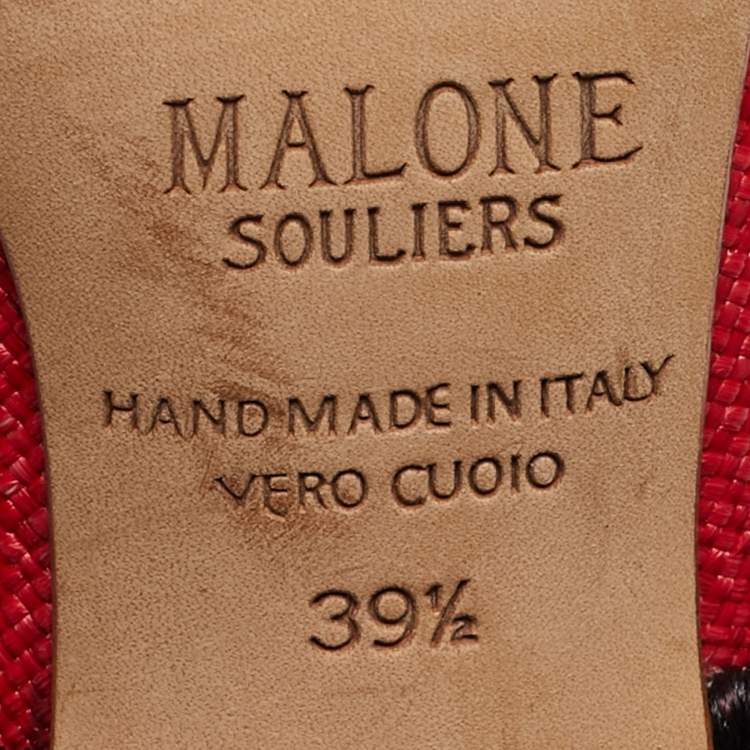 MALONE
SOULIERS
HAND MADE IN ITALY
VERO CUOIO
39½